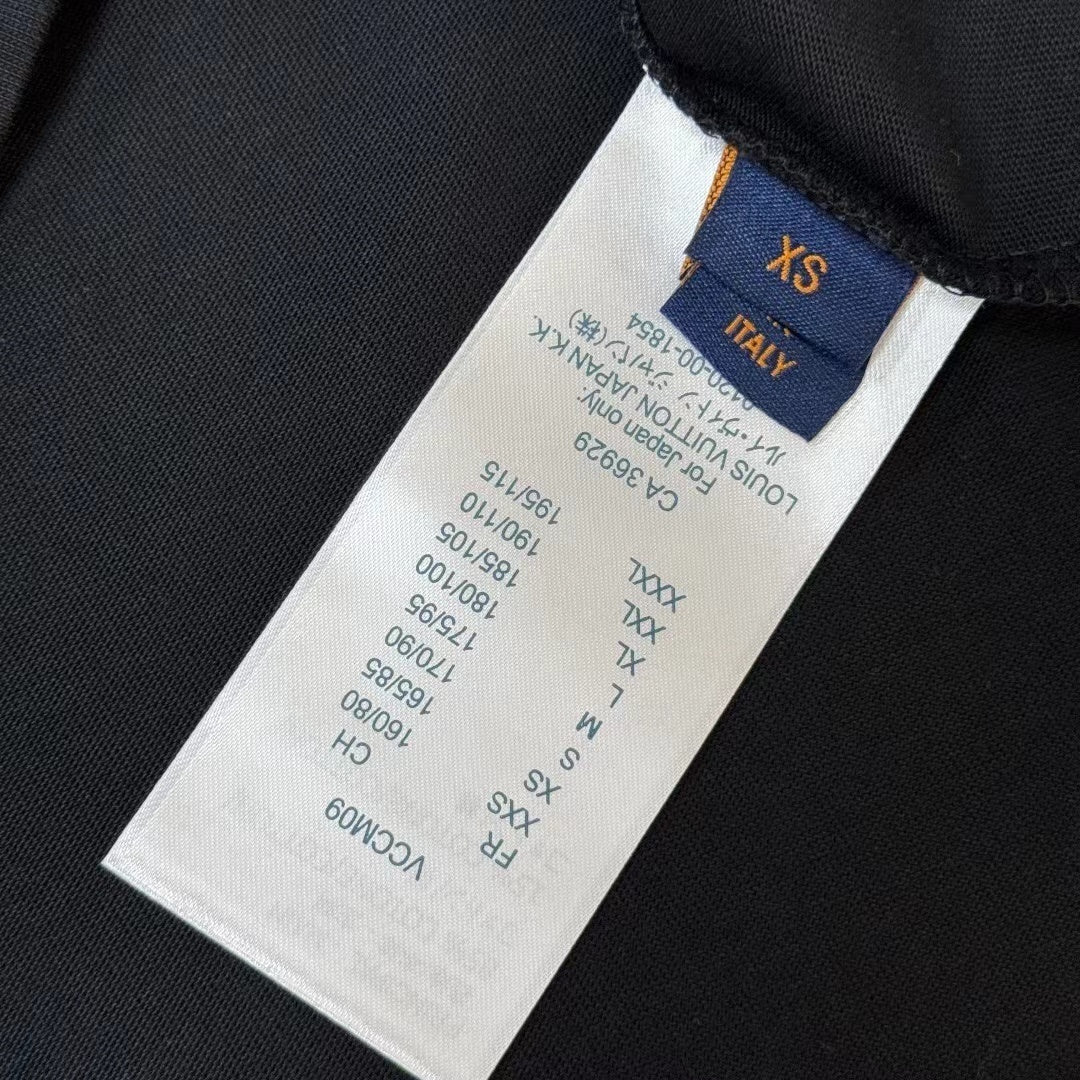 XS
ITALY
VCCM09
FR CH
XXS 160/80
XS 165/85
S 170/90
M 175/95
L 180/100
XL 185/105
XXL 190/110
XXXL 195/115
CA 36929
For Japan only:
LOUIS VUITTON JAPAN K.K.
ルイ・ヴィトン ジャパン(株)
0120-00-1854